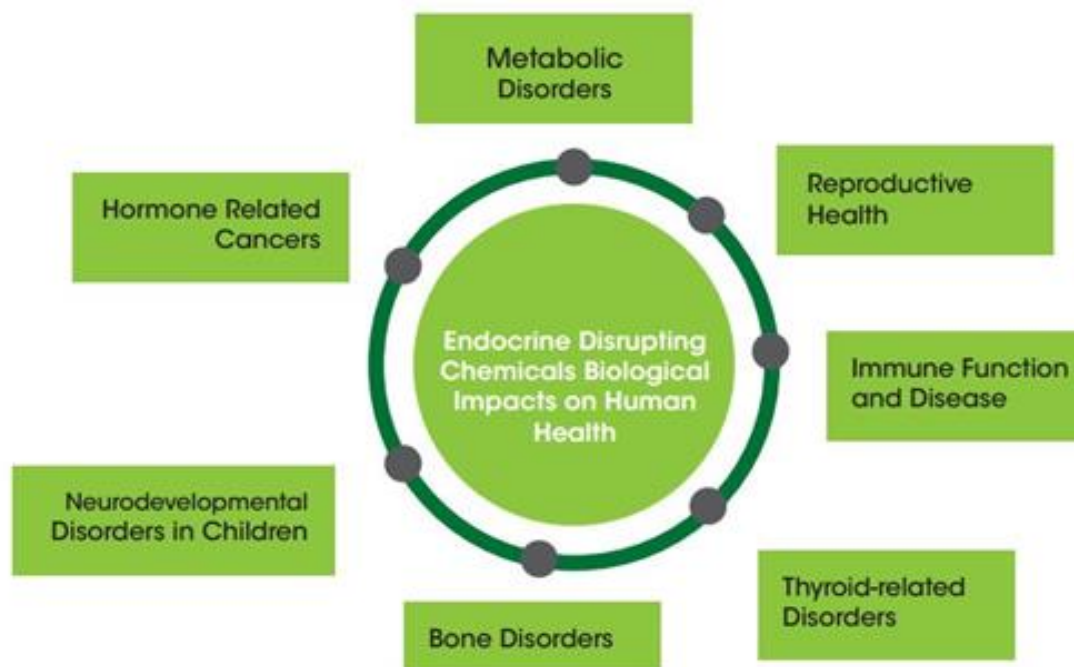 Metabolic
Disorders
Reproductive
Health
Immune Function
and Disease
Thyroid-related
Disorders
Bone Disorders
Neurodevelopmental
Disorders in Children
Hormone Related
Cancers
Endocrine Disrupting
Chemicals Biological
Impacts on Human
Health